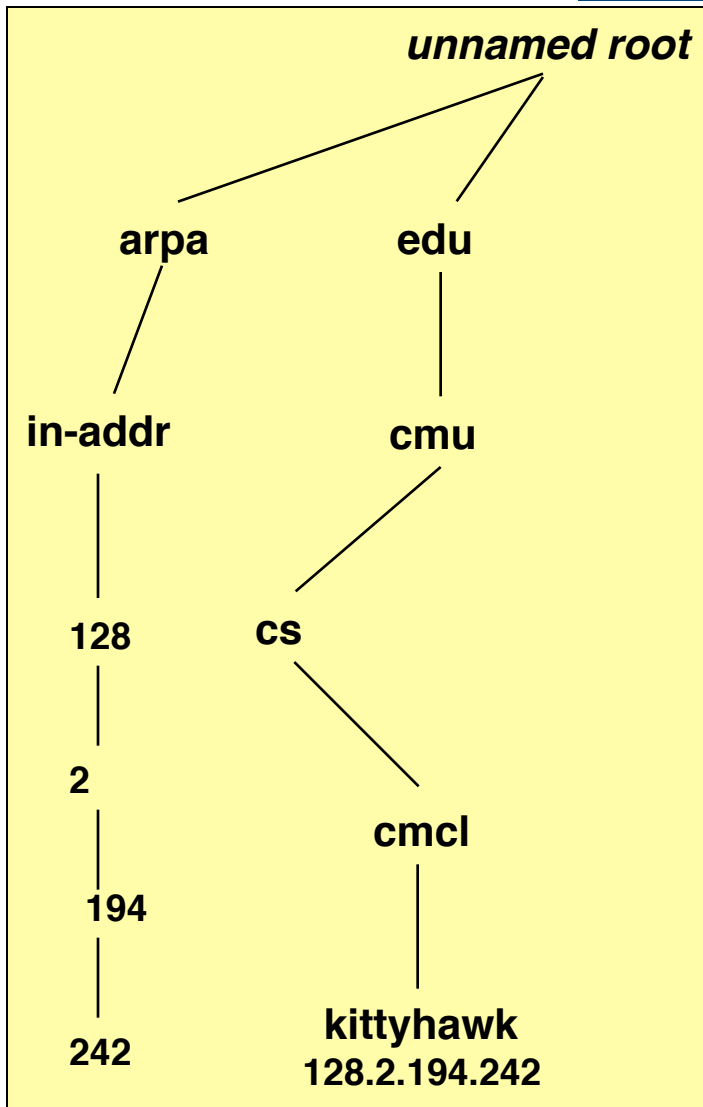 unnamed root
arpa
edu
in-addr
cmu
128
cs
2
cmcl
194
kittyhawk
242
128.2.194.242